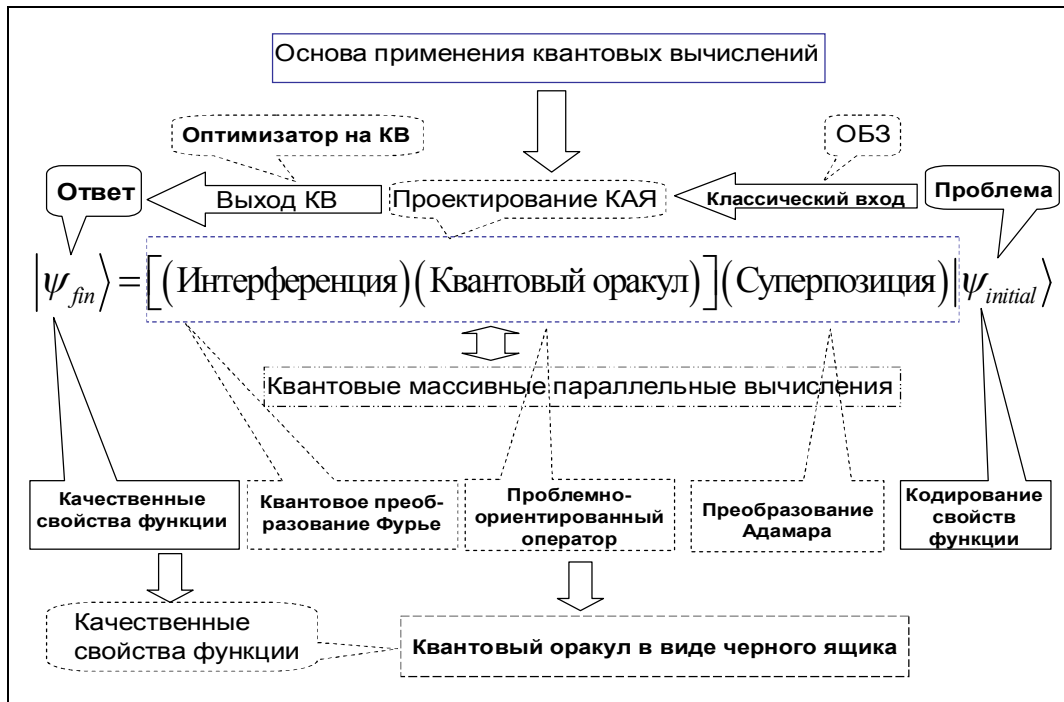 Основа применения квантовых вычислений
Оптимизатор на КВ
ОБЗ
Ответ
Выход КВ
Проектирование КАЯ
Классический вход
Проблема
|ψ_fin⟩ = [(Интерференция)(Квантовый оракул)](Суперпозиция)|ψ_initial⟩
Квантовые массивные параллельные вычисления
Качественные
свойства функции
Квантовое преоб-
разование Фурье
Проблемно-
ориентированный
оператор
Преобразование
Адамара
Кодирование
свойств
функции
Качественные
свойства функции
Квантовый оракул в виде черного ящика